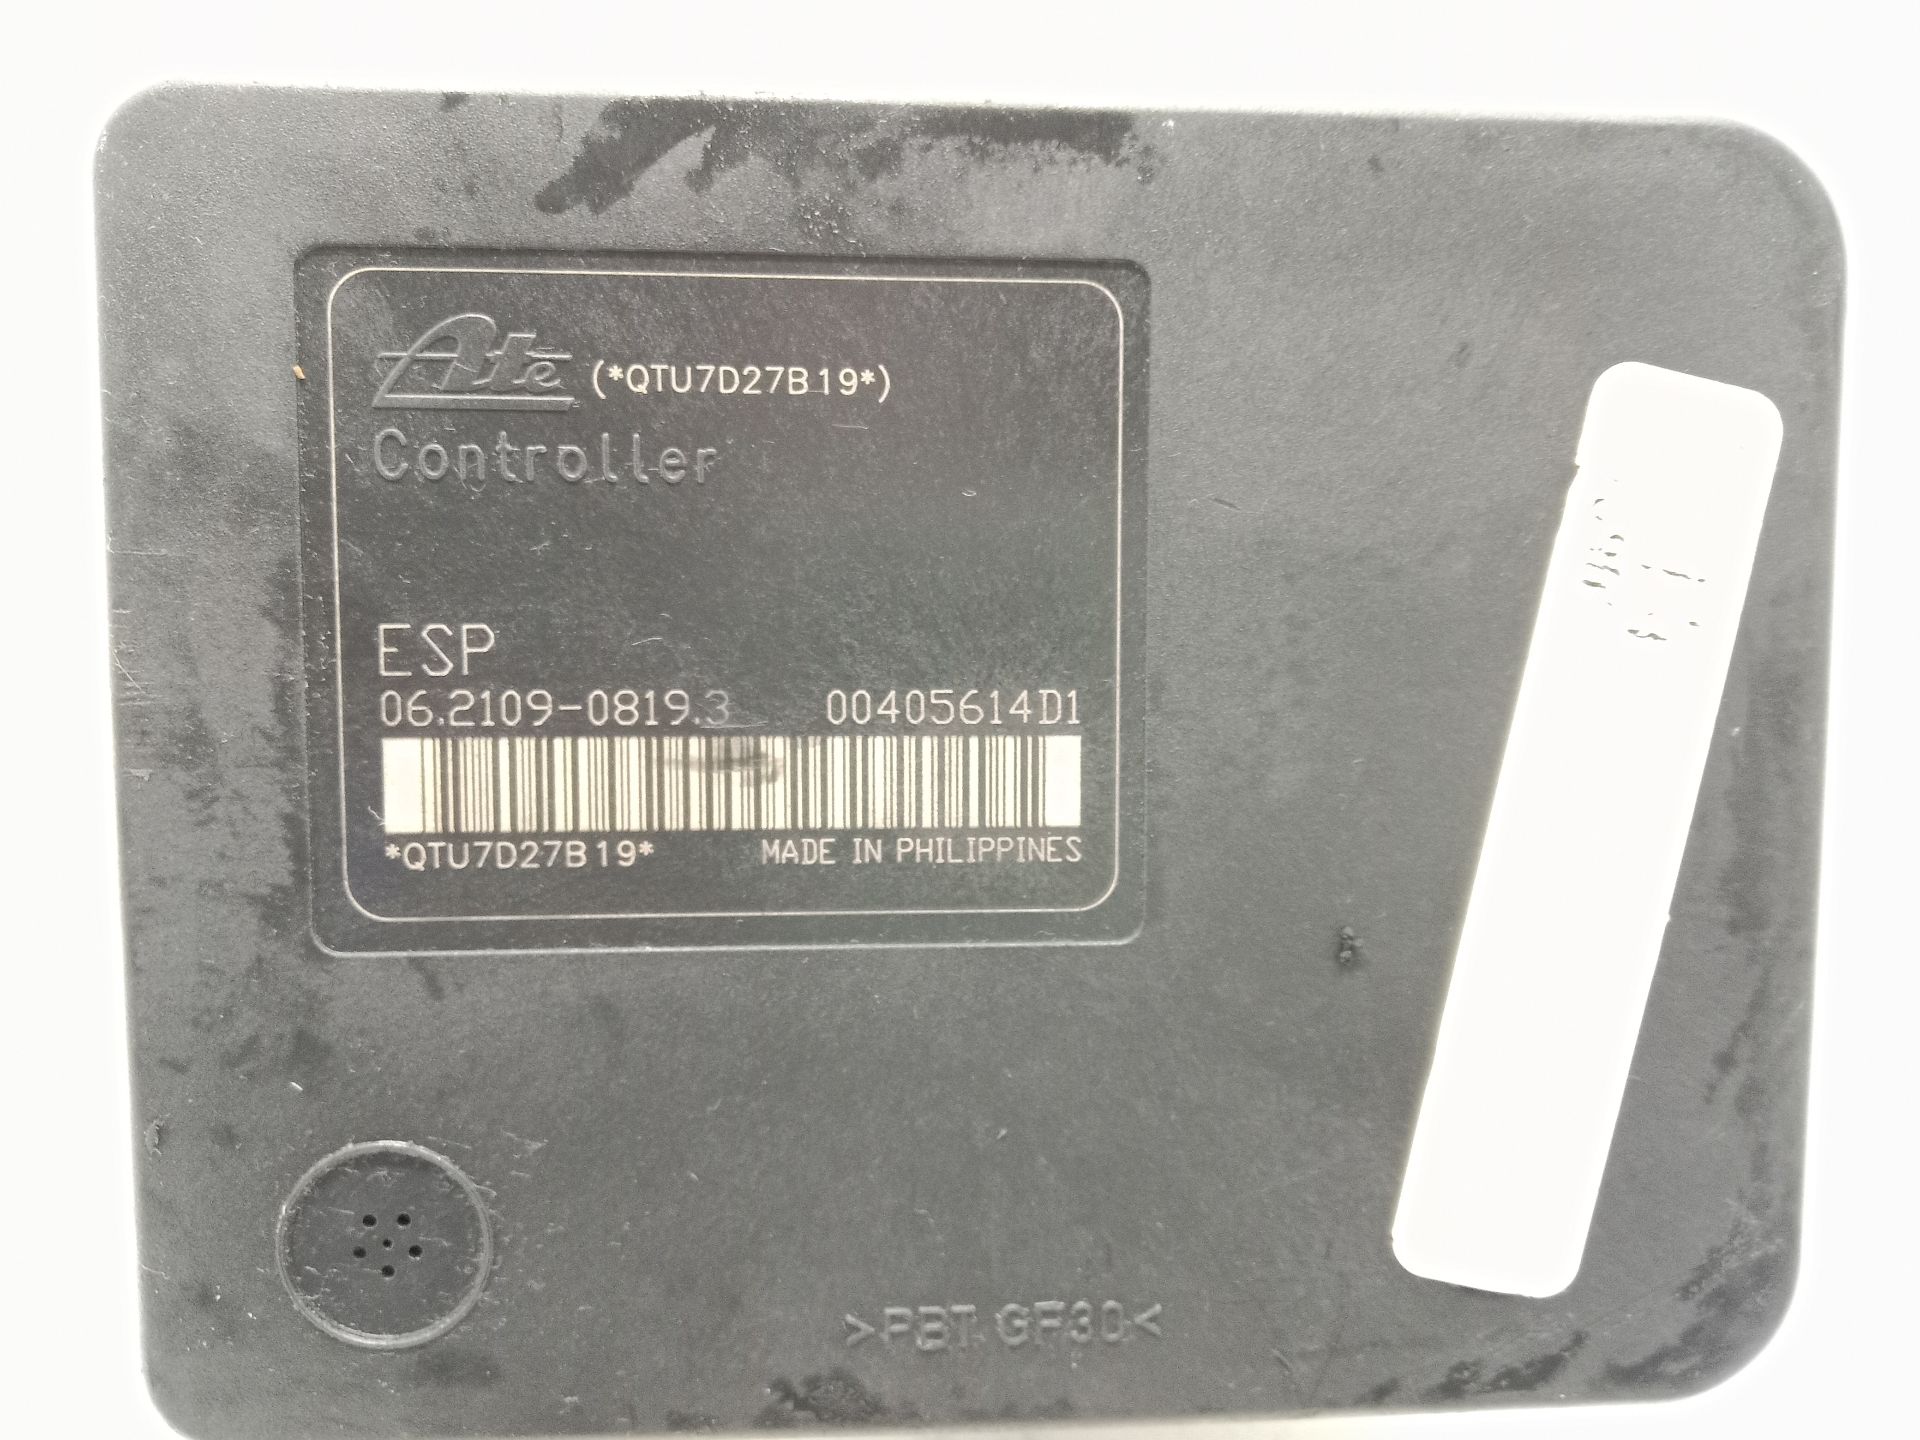 Ate (*QTU7D27B19*)
Controller
ESP
06.2109-0819.3 00405614D1
*QTU7D27B19* MADE IN PHILIPPINES
>PBT GF30<